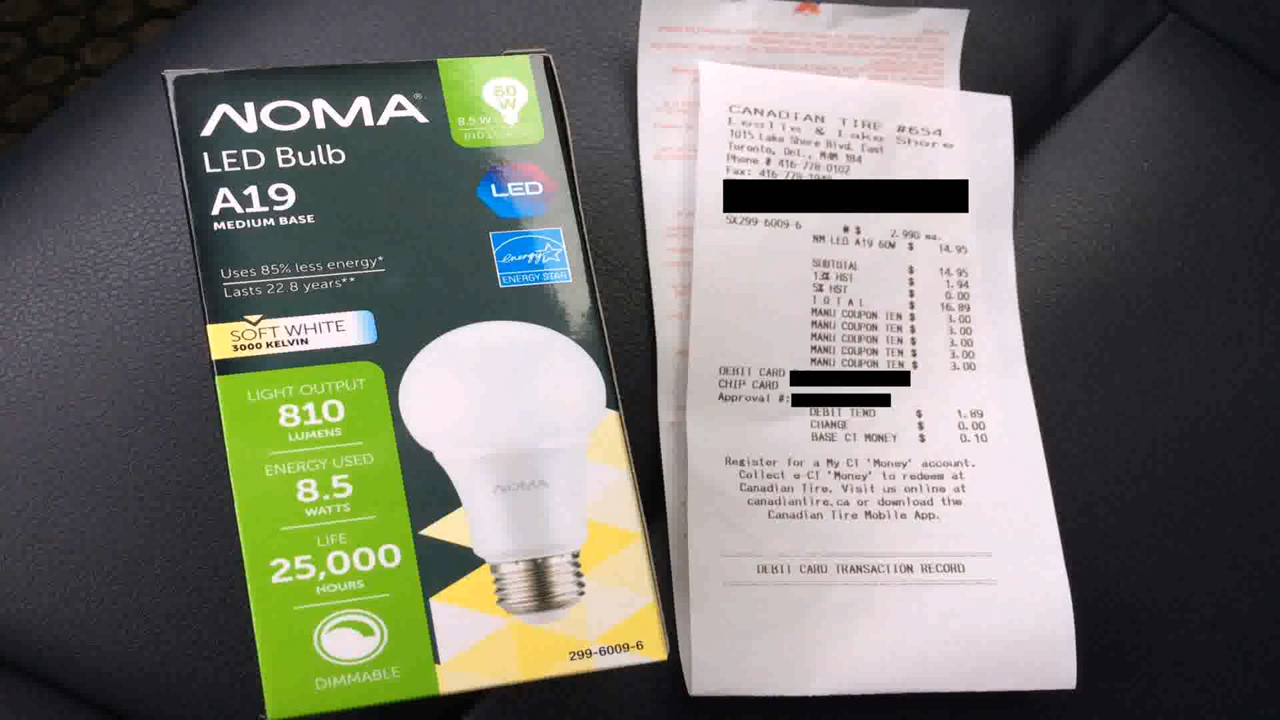 NOMA®
LED Bulb
A19
MEDIUM BASE
60
W
8.5 W
LED
energy
ENERGY STAR
Uses 85% less energy*
Lasts 22.8 years**
SOFT WHITE
3000 KELVIN
LIGHT OUTPUT
810
LUMENS
ENERGY USED
8.5
WATTS
LIFE
25,000
HOURS
DIMMABLE
NOMA
299-6009-6
CANADIAN TIRE #654
Leslie & Lake Shore
1015 Lake Shore Blvd. East
Toronto, Ont., M4M 1B4
Phone # 416-778-0102
Fax: 416-778-
5X299-6009-6 # $ 2.990 ea.
NM LED A19 60W $ 14.95
SUBTOTAL $ 14.95
13% HST $ 1.94
5% HST $ 0.00
T O T A L $ 16.89
MANU COUPON TEN $ 3.00
MANU COUPON TEN $ 3.00
MANU COUPON TEN $ 3.00
MANU COUPON TEN $ 3.00
MANU COUPON TEN $ 3.00
DEBIT CARD
CHIP CARD
Approval #:
DEBIT TEND $ 1.89
CHANGE $ 0.00
BASE CT MONEY $ 0.10
Register for a My CT 'Money' account.
Collect e-CT 'Money' to redeem at
Canadian Tire. Visit us online at
canadiantire.ca or download the
Canadian Tire Mobile App.
DEBIT CARD TRANSACTION RECORD